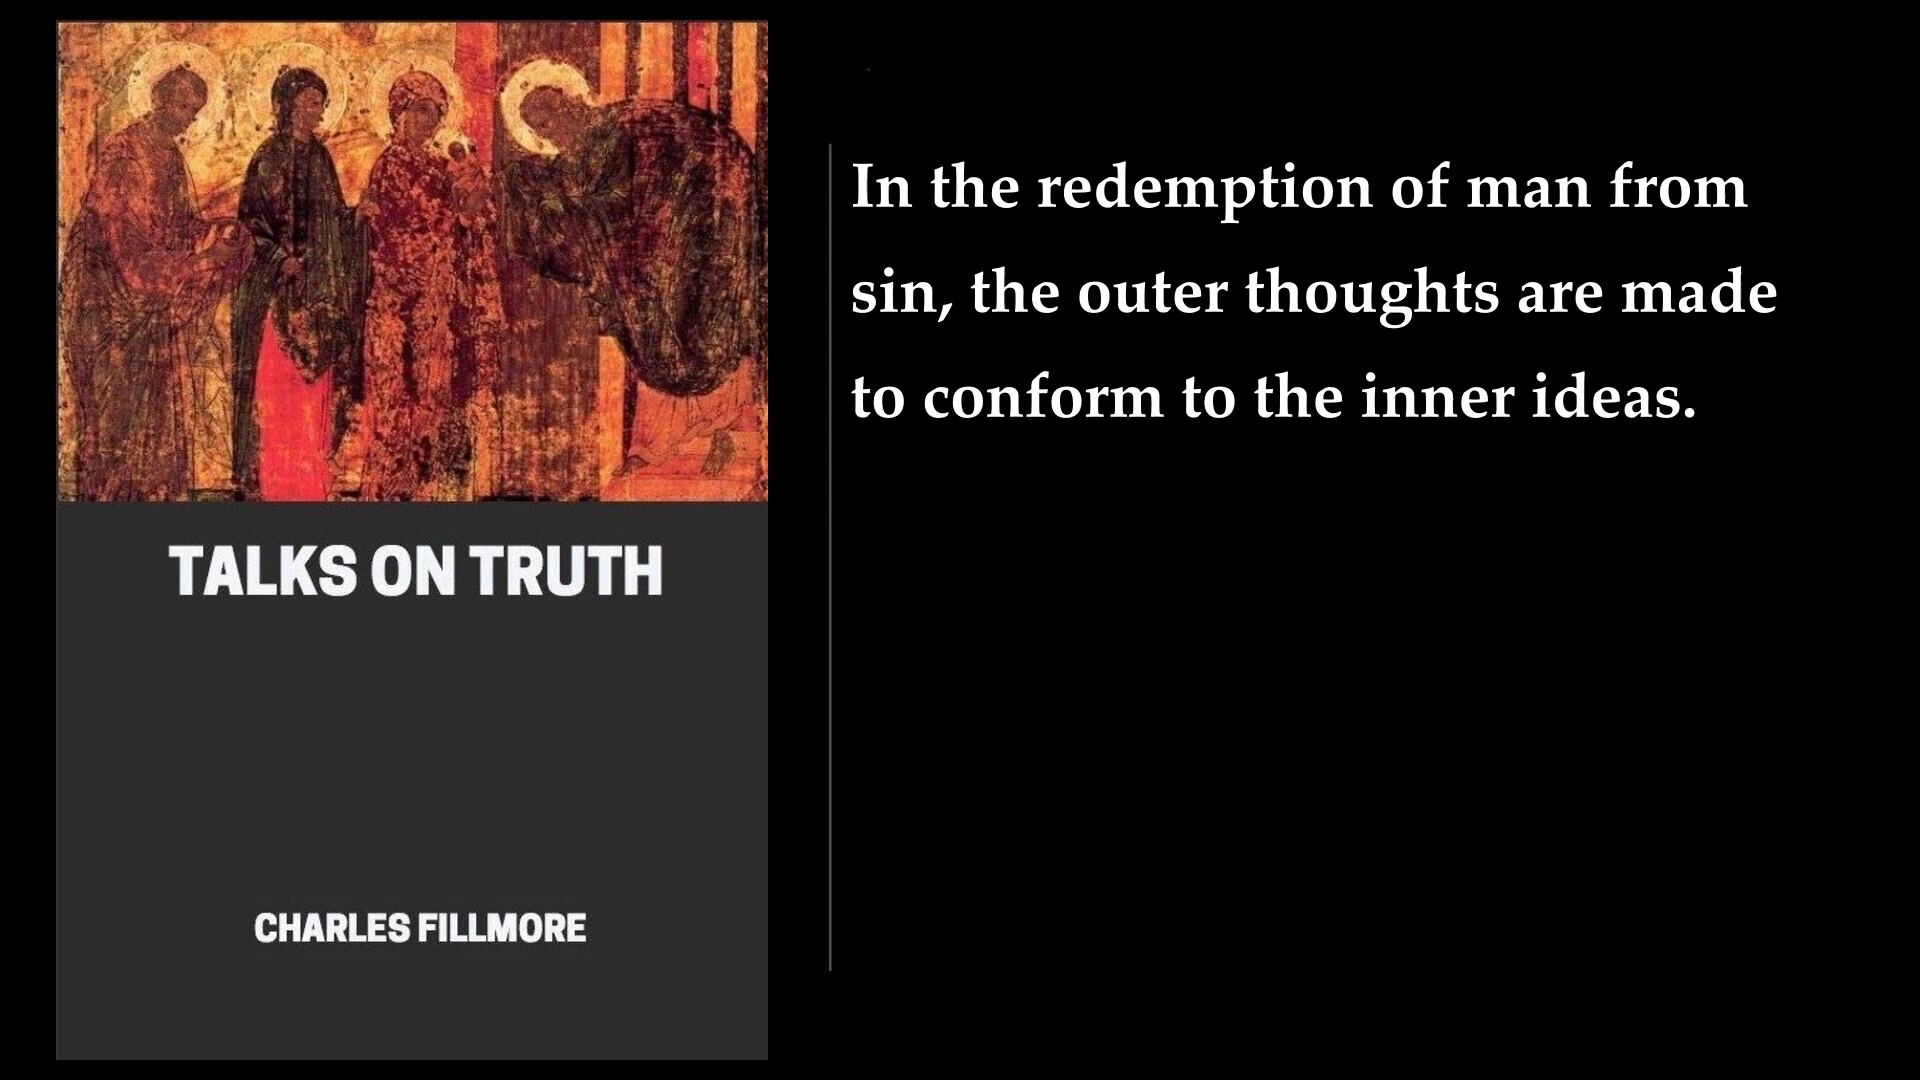 TALKS ON TRUTH
CHARLES FILLMORE
In the redemption of man from
sin, the outer thoughts are made
to conform to the inner ideas.